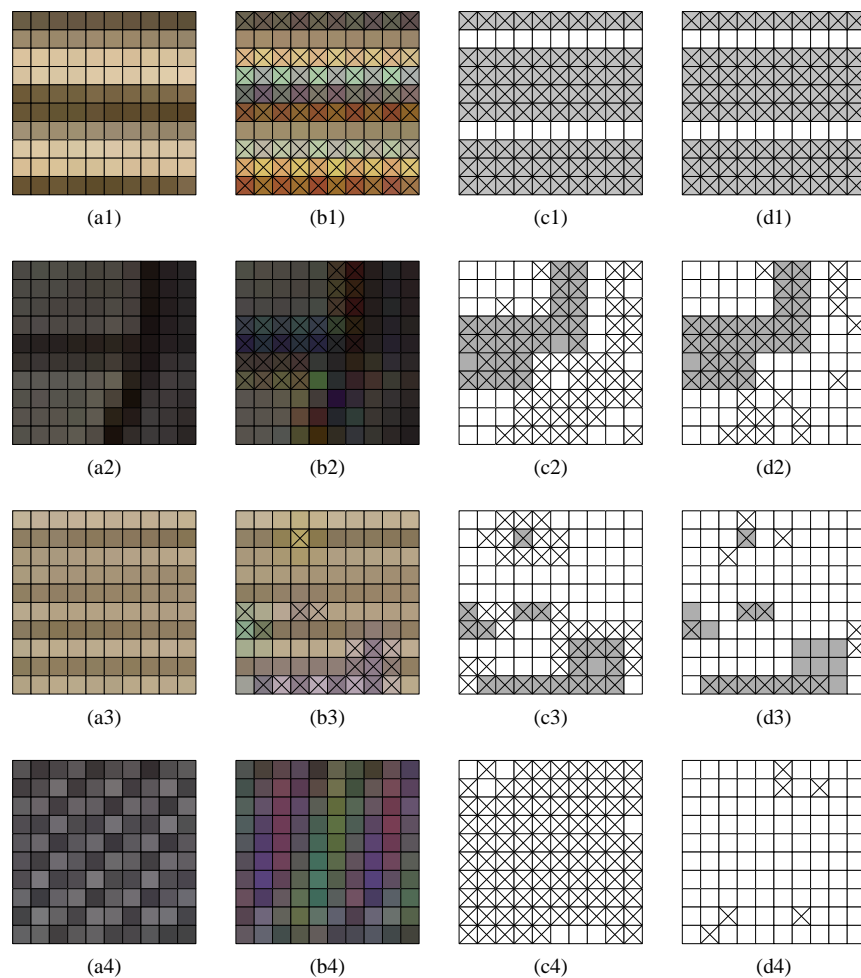 (a1) (b1) (c1) (d1)
(a2) (b2) (c2) (d2)
(a3) (b3) (c3) (d3)
(a4) (b4) (c4) (d4)